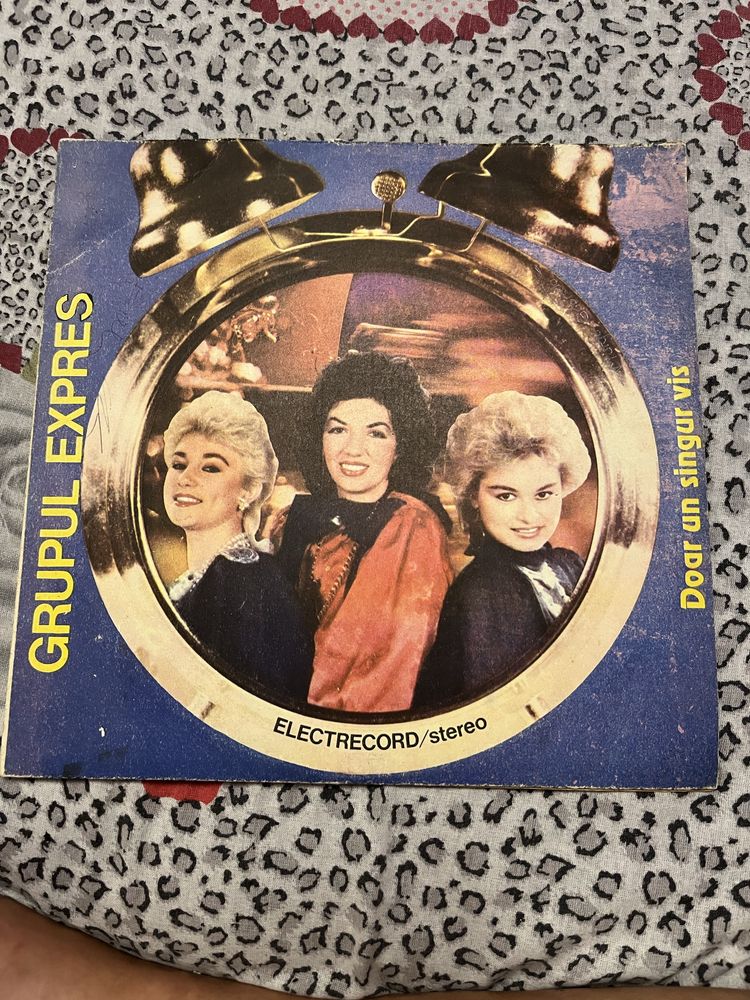 GRUPUL EXPRES
Doar un singur vis
ELECTRECORD/stereo